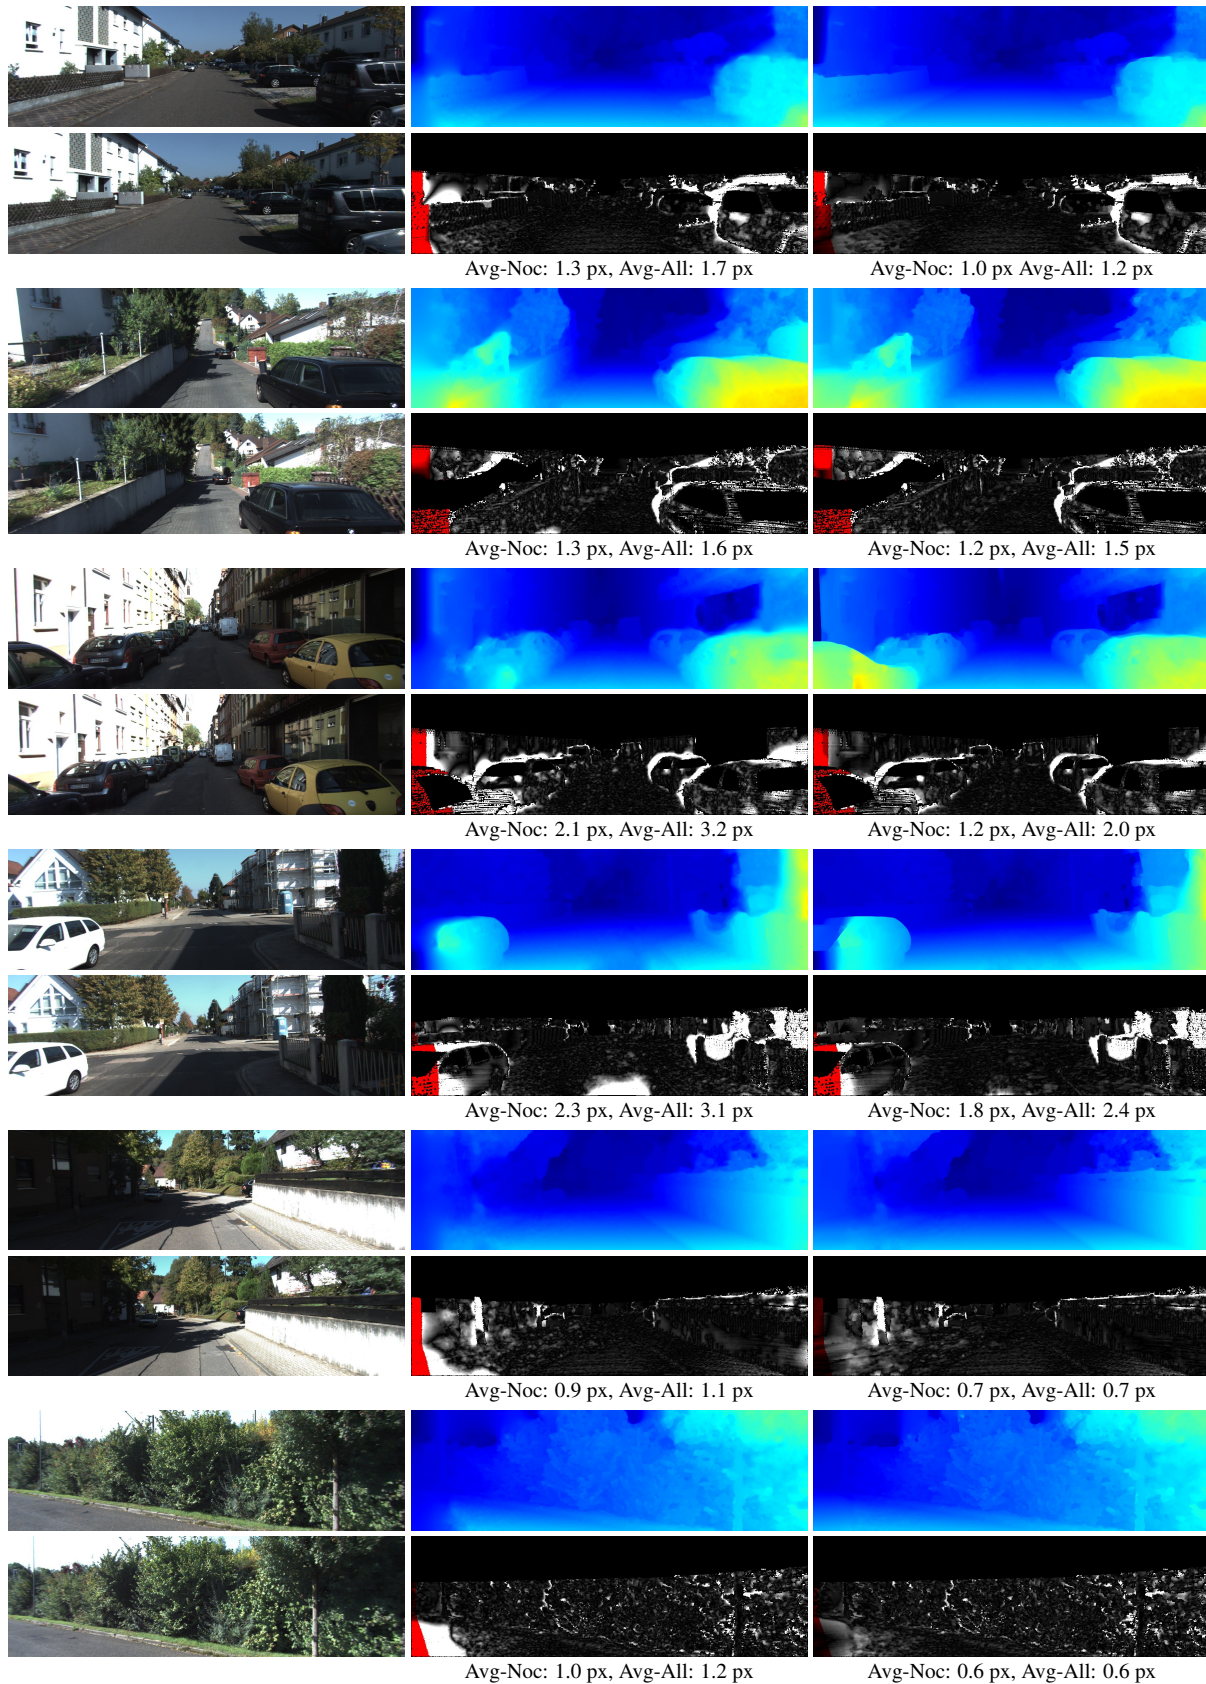 Avg-Noc: 1.3 px, Avg-All: 1.7 px
Avg-Noc: 1.0 px Avg-All: 1.2 px
Avg-Noc: 1.3 px, Avg-All: 1.6 px
Avg-Noc: 1.2 px, Avg-All: 1.5 px
Avg-Noc: 2.1 px, Avg-All: 3.2 px
Avg-Noc: 1.2 px, Avg-All: 2.0 px
Avg-Noc: 2.3 px, Avg-All: 3.1 px
Avg-Noc: 1.8 px, Avg-All: 2.4 px
Avg-Noc: 0.9 px, Avg-All: 1.1 px
Avg-Noc: 0.7 px, Avg-All: 0.7 px
Avg-Noc: 1.0 px, Avg-All: 1.2 px
Avg-Noc: 0.6 px, Avg-All: 0.6 px